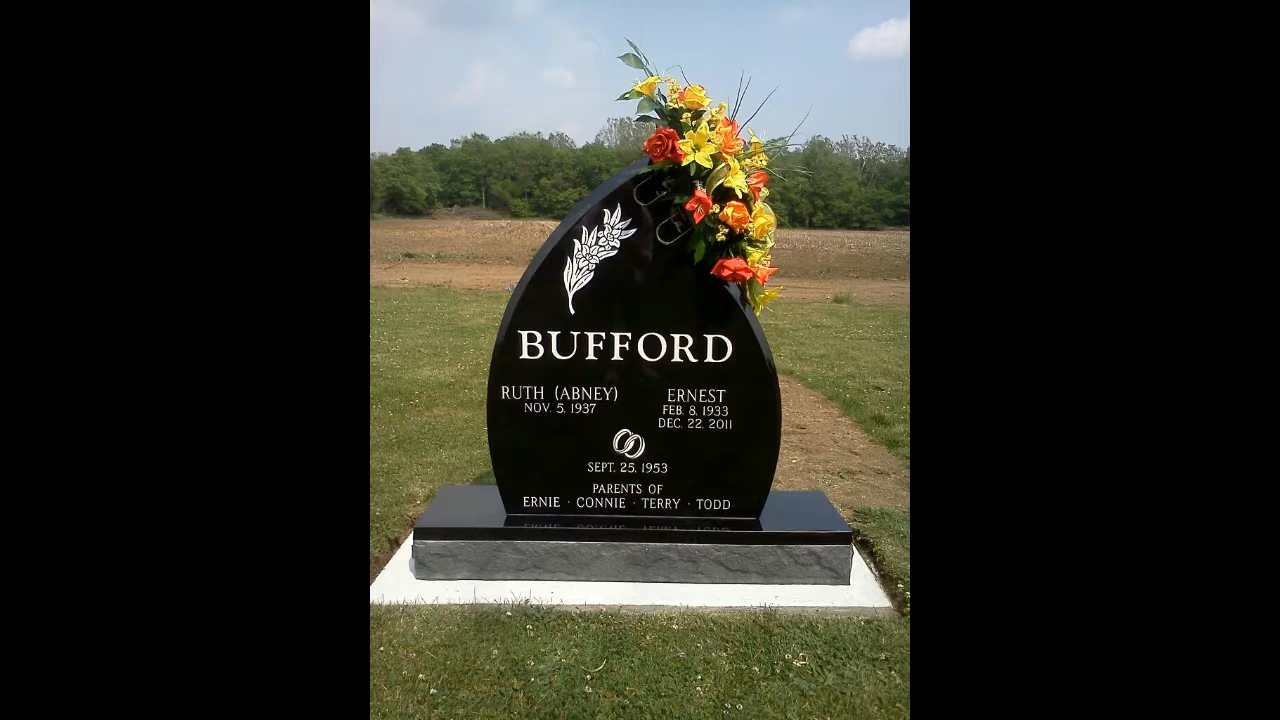 BUFFORD
RUTH (ABNEY) ERNEST
NOV. 5. 1937 FEB. 8, 1933
DEC. 22, 2011
SEPT. 25, 1953
PARENTS OF
ERNIE · CONNIE · TERRY · TODD